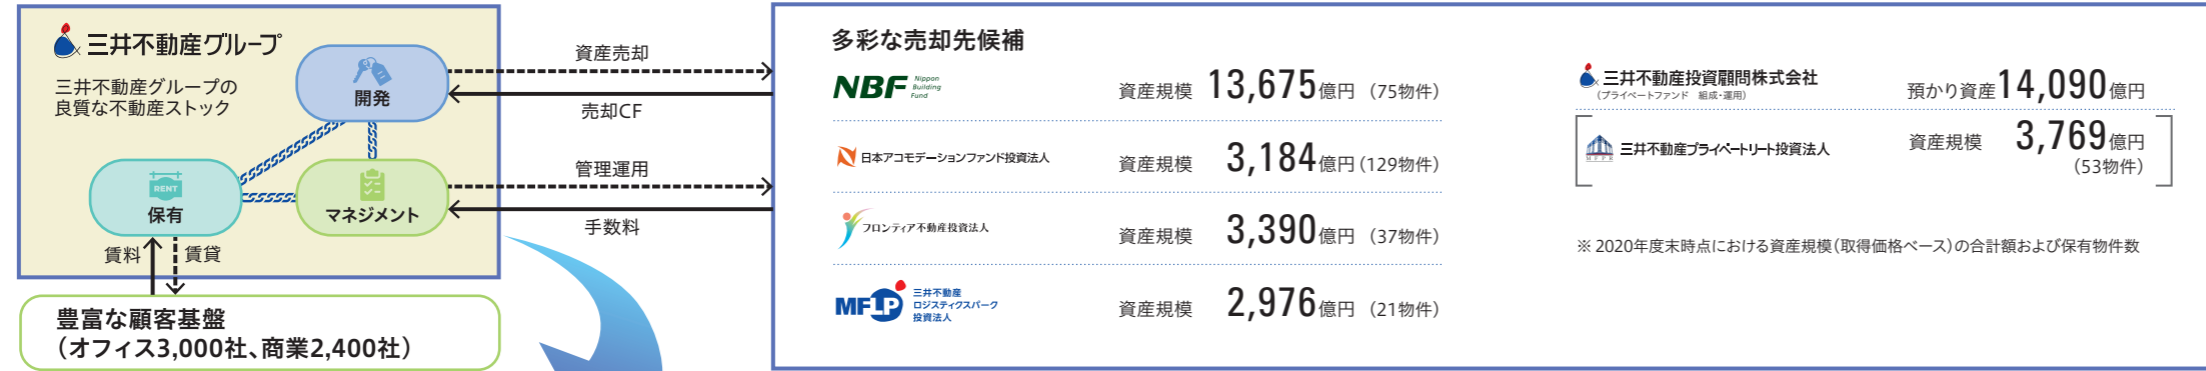 三井不動産グループ
三井不動産グループの
良質な不動産ストック
開発
RENT
保有
マネジメント
賃料
賃貸
豊富な顧客基盤
（オフィス3,000社、商業2,400社）
資産売却
売却CF
管理運用
手数料
多彩な売却先候補
NBF Nippon
Building
Fund
資産規模 13,675億円 （75物件）
日本アコモデーションファンド投資法人
資産規模 3,184億円（129物件）
フロンティア不動産投資法人
資産規模 3,390億円 （37物件）
MFLP 三井不動産
ロジスティクスパーク
投資法人
資産規模 2,976億円 （21物件）
三井不動産投資顧問株式会社
（プライベートファンド 組成・運用）
預かり資産14,090億円
三井不動産プライベートリート投資法人
資産規模 3,769億円
（53物件）
※ 2020年度末時点における資産規模（取得価格ベース）の合計額および保有物件数